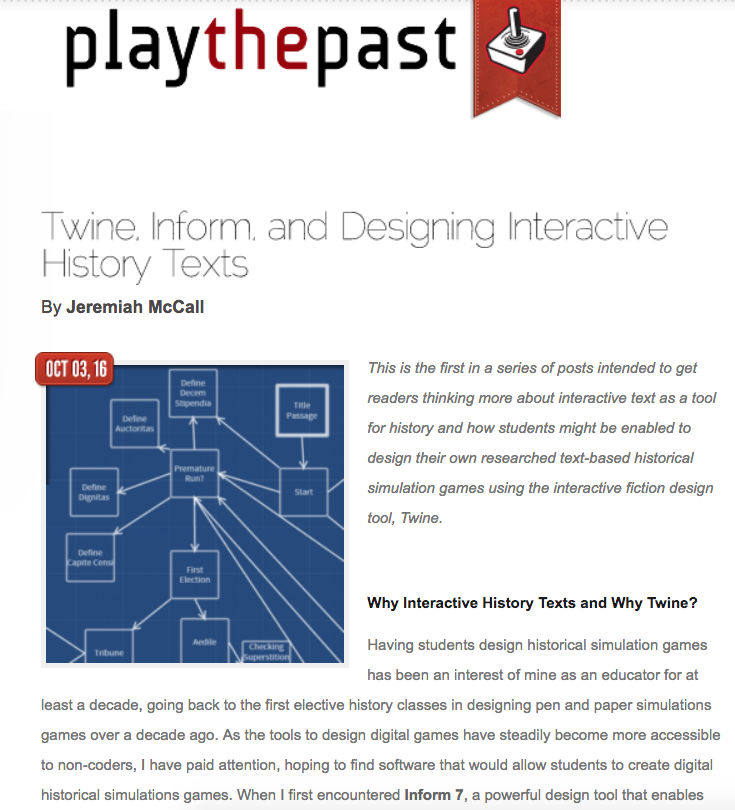 playthepast
Twine, Inform, and Designing Interactive
History Texts
By Jeremiah McCall
OCT 03, 16
Define
Decem
Stipendia
Title
Passage
Define
Auctoritas
Premature
Run?
Define
Dignitas
Start
Define
Capite Censi
First
Election
Tribune
Aedile
Checking
Superstition
This is the first in a series of posts intended to get
readers thinking more about interactive text as a tool
for history and how students might be enabled to
design their own researched text-based historical
simulation games using the interactive fiction design
tool, Twine.
Why Interactive History Texts and Why Twine?
Having students design historical simulation games
has been an interest of mine as an educator for at
least a decade, going back to the first elective history classes in designing pen and paper simulations
games over a decade ago. As the tools to design digital games have steadily become more accessible
to non-coders, I have paid attention, hoping to find software that would allow students to create digital
historical simulations games. When I first encountered Inform 7, a powerful design tool that enables